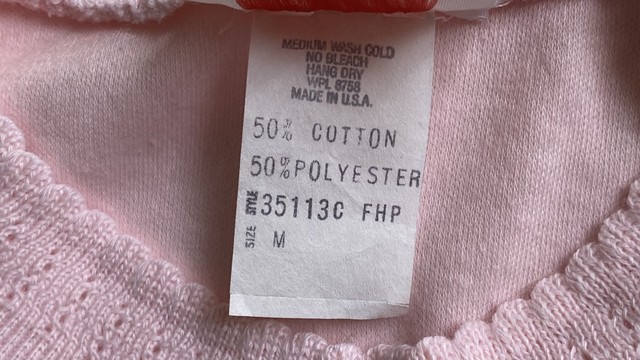 MEDIUM WASH COLD
NO BLEACH
HANG DRY
WPL 8758
MADE IN U.S.A.
50% COTTON
50% POLYESTER
STYLE 35113C FHP
SIZE M